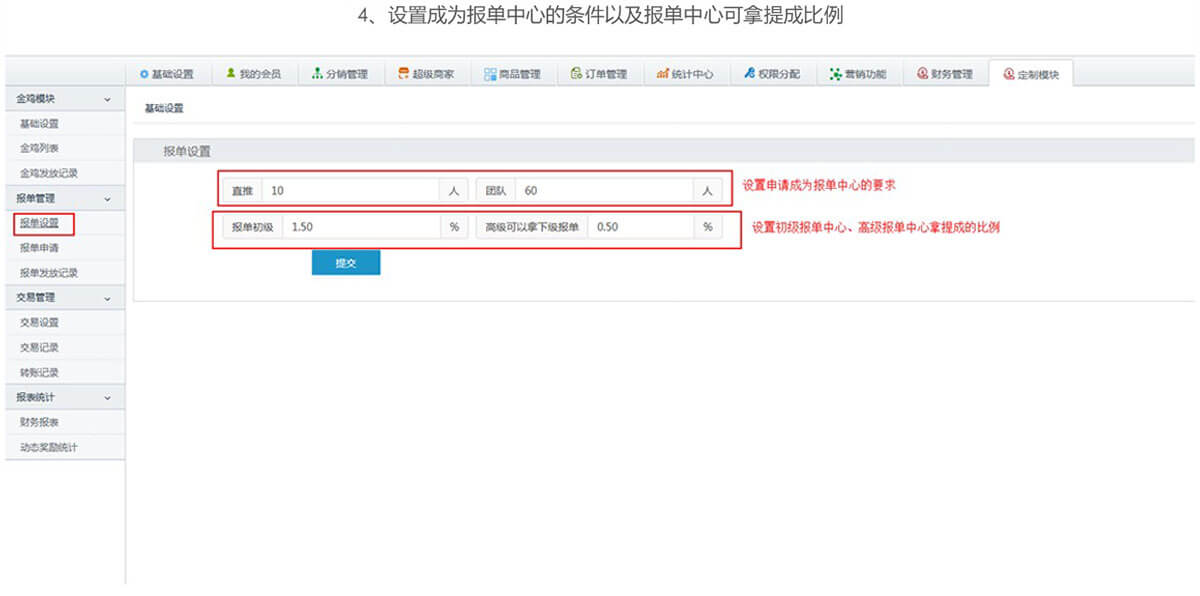 4、设置成为报单中心的条件以及报单中心可拿提成比例
基础设置 我的会员 分销管理 超级商家 商品管理 订单管理 统计中心 权限分配 营销功能 财务管理 定制模块
金鸡模块
基础设置
金鸡列表
金鸡发放记录
报单管理
报单设置
报单申请
报单发放记录
交易管理
交易设置
交易记录
转账记录
报表统计
财务报表
动态奖励统计
基础设置
报单设置
直推 10 人 团队 60 人 设置申请成为报单中心的要求
报单初级 1.50 % 高级可以拿下级报单 0.50 % 设置初级报单中心、高级报单中心拿提成的比例
提交